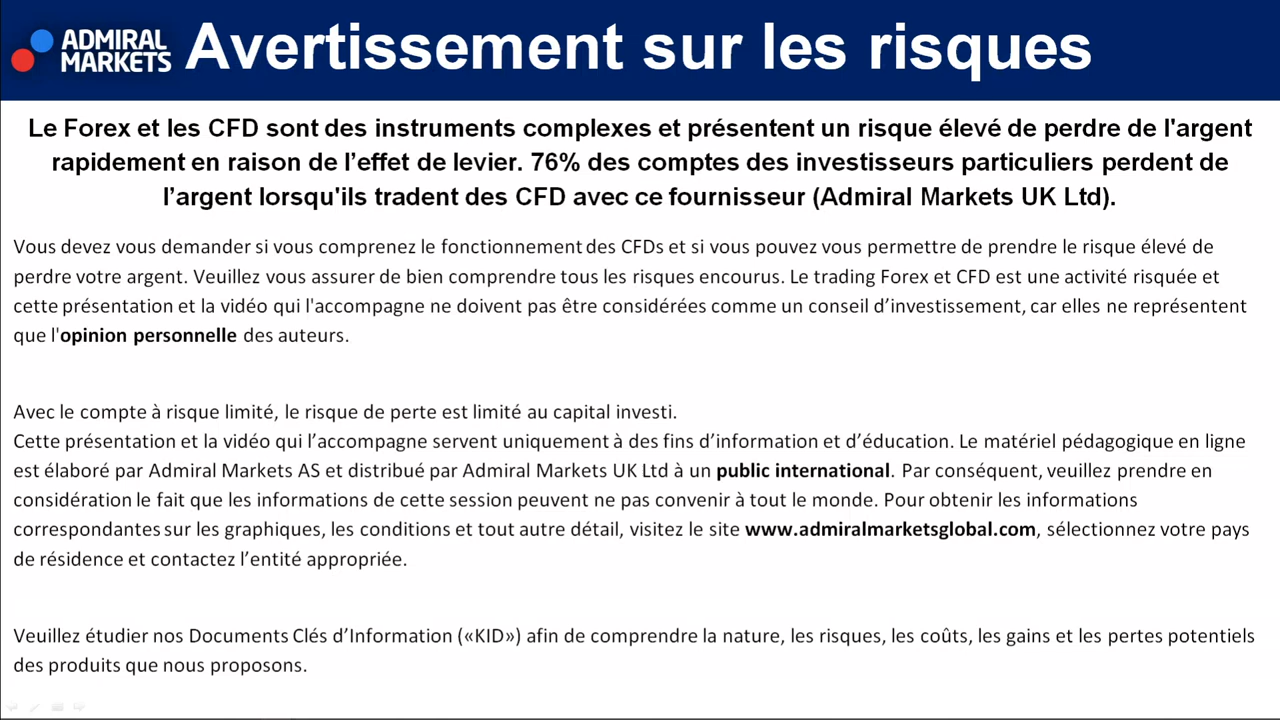 ADMIRAL
MARKETS
Avertissement sur les risques
Le Forex et les CFD sont des instruments complexes et présentent un risque élevé de perdre de l'argent
rapidement en raison de l’effet de levier. 76% des comptes des investisseurs particuliers perdent de
l’argent lorsqu'ils tradent des CFD avec ce fournisseur (Admiral Markets UK Ltd).
Vous devez vous demander si vous comprenez le fonctionnement des CFDs et si vous pouvez vous permettre de prendre le risque élevé de
perdre votre argent. Veuillez vous assurer de bien comprendre tous les risques encourus. Le trading Forex et CFD est une activité risquée et
cette présentation et la vidéo qui l'accompagne ne doivent pas être considérées comme un conseil d’investissement, car elles ne représentent
que l'opinion personnelle des auteurs.
Avec le compte à risque limité, le risque de perte est limité au capital investi.
Cette présentation et la vidéo qui l’accompagne servent uniquement à des fins d’information et d’éducation. Le matériel pédagogique en ligne
est élaboré par Admiral Markets AS et distribué par Admiral Markets UK Ltd à un public international. Par conséquent, veuillez prendre en
considération le fait que les informations de cette session peuvent ne pas convenir à tout le monde. Pour obtenir les informations
correspondantes sur les graphiques, les conditions et tout autre détail, visitez le site www.admiralmarketsglobal.com, sélectionnez votre pays
de résidence et contactez l’entité appropriée.
Veuillez étudier nos Documents Clés d’Information («KID») afin de comprendre la nature, les risques, les coûts, les gains et les pertes potentiels
des produits que nous proposons.